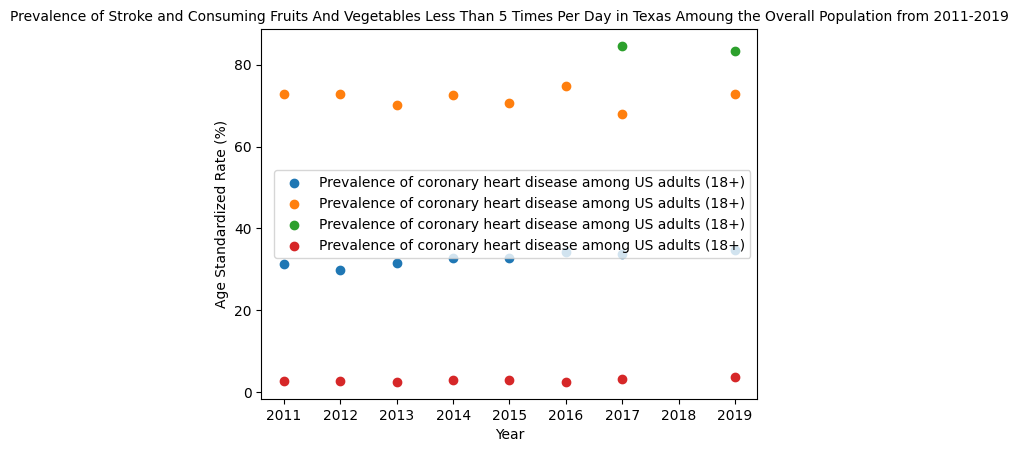 Prevalence of Stroke and Consuming Fruits And Vegetables Less Than 5 Times Per Day in Texas Amoung the Overall Population from 2011-2019
80
60
40
20
0
Age Standardized Rate (%)
Prevalence of coronary heart disease among US adults (18+)
Prevalence of coronary heart disease among US adults (18+)
Prevalence of coronary heart disease among US adults (18+)
Prevalence of coronary heart disease among US adults (18+)
2011 2012 2013 2014 2015 2016 2017 2018 2019
Year